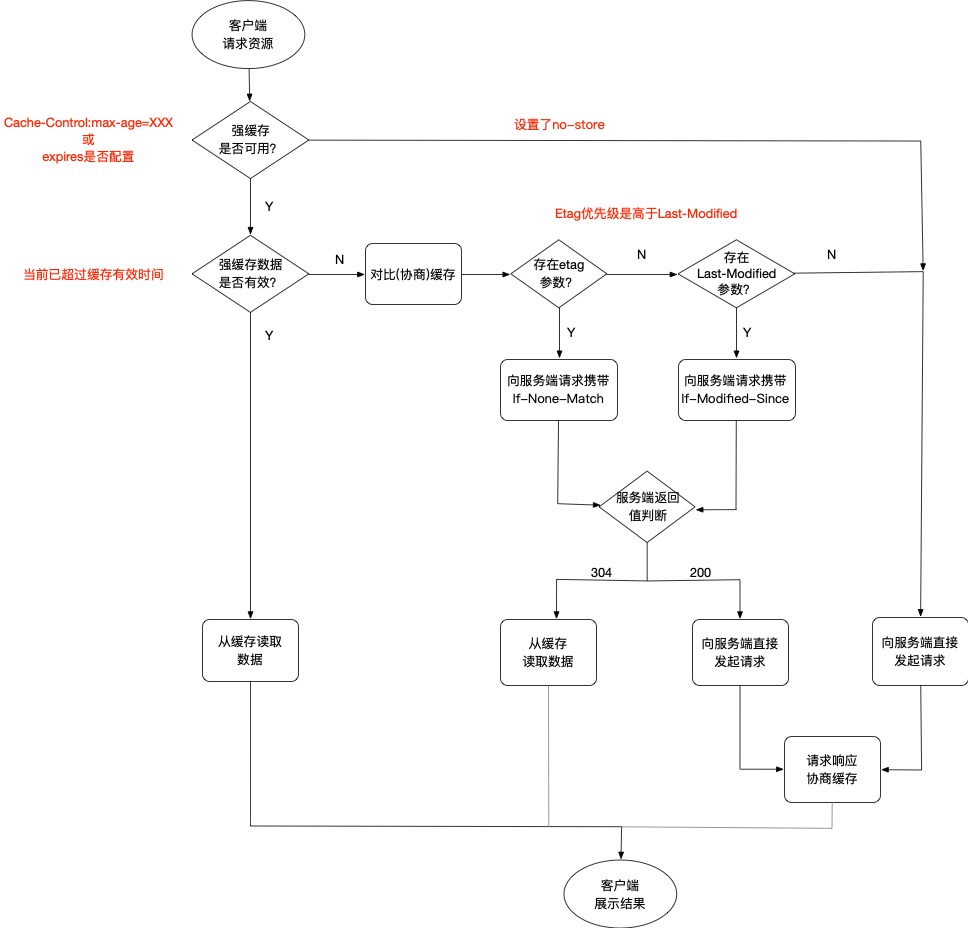 客户端
请求资源
Cache-Control:max-age=XXX
或
expires是否配置
强缓存
是否可用?
设置了no-store
Y
Etag优先级是高于Last-Modified
当前已超过缓存有效时间
强缓存数据
是否有效?
N
对比(协商)缓存
存在etag
参数?
N
存在
Last-Modified
参数?
N
Y
Y
Y
向服务端请求携带
If-None-Match
向服务端请求携带
If-Modified-Since
服务端返回
值判断
304
200
从缓存读取
数据
从缓存
读取数据
向服务端直接
发起请求
向服务端直接
发起请求
请求响应
协商缓存
客户端
展示结果